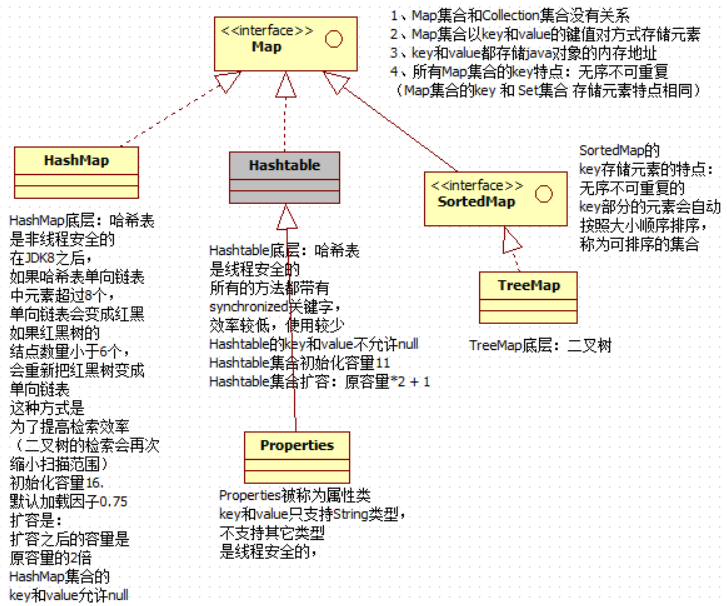 <<interface>>
Map
1、Map集合和Collection集合没有关系
2、Map集合以key和value的键值对方式存储元素
3、key和value都存储java对象的内存地址
4、所有Map集合的key特点：无序不可重复
（Map集合的key 和 Set集合 存储元素特点相同）
HashMap
HashMap底层：哈希表
是非线程安全的
在JDK8之后，
如果哈希表单向链表
中元素超过8个，
单向链表会变成红黑
如果红黑树的
结点数量小于6个，
会重新把红黑树变成
单向链表
这种方式是
为了提高检索效率
（二叉树的检索会再次
缩小扫描范围）
初始化容量16.
默认加载因子0.75
扩容是：
扩容之后的容量是
原容量的2倍
HashMap集合的
key和value允许null
Hashtable
Hashtable底层：哈希表
是线程安全的
所有的方法都带有
synchronized关键字，
效率较低，使用较少
Hashtable的key和value不允许null
Hashtable集合初始化容量11
Hashtable集合扩容：原容量*2 + 1
Properties
Properties被称为属性类
key和value只支持String类型，
不支持其它类型
是线程安全的，
<<interface>>
SortedMap
SortedMap的
key存储元素的特点：
无序不可重复的
key部分的元素会自动
按照大小顺序排序，
称为可排序的集合
TreeMap
TreeMap底层：二叉树